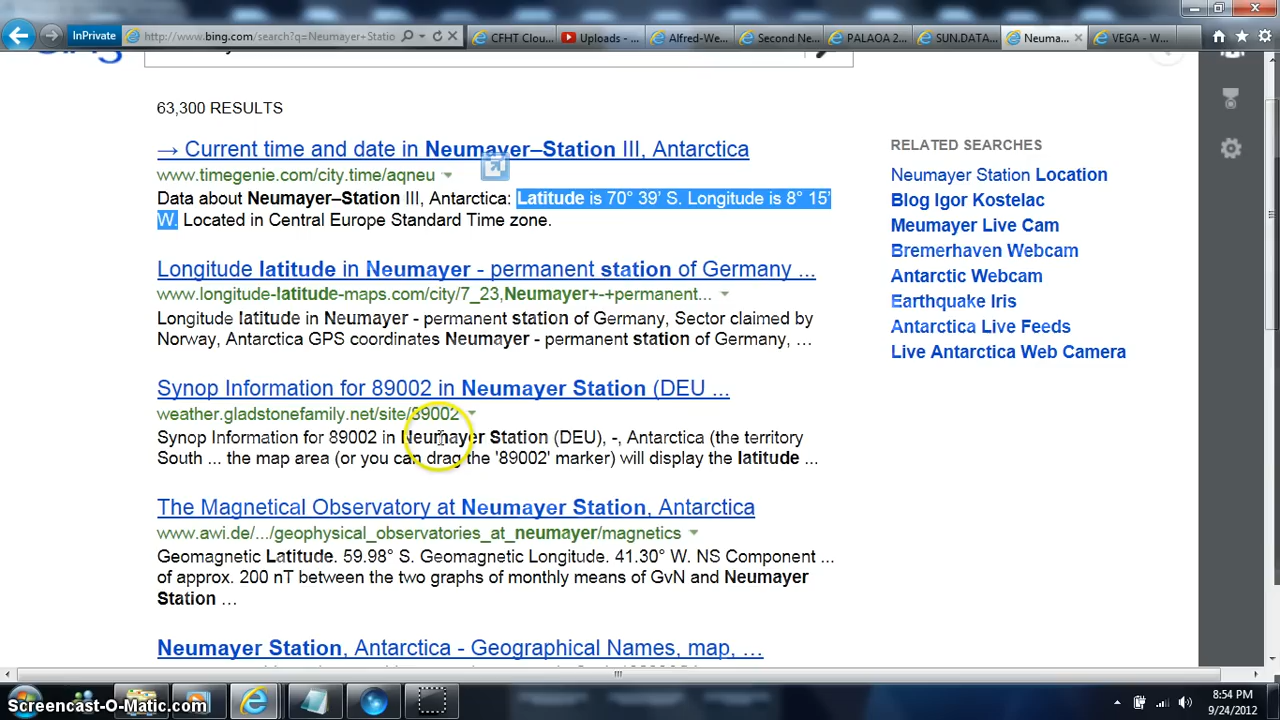 InPrivate
http://www.bing.com/search?q=Neumayer+Statio
CFHT Clou...
Uploads - ...
Alfred-We...
Second Ne...
PALAOA 2...
SUN.DATA...
Neuma...
VEGA - W...
63,300 RESULTS
→ Current time and date in Neumayer–Station III, Antarctica
www.timegenie.com/city.time/aqneu
Data about Neumayer–Station III, Antarctica: Latitude is 70° 39' S. Longitude is 8° 15'
W. Located in Central Europe Standard Time zone.
Longitude latitude in Neumayer - permanent station of Germany ...
www.longitude-latitude-maps.com/city/7_23,Neumayer+-+permanent...
Longitude latitude in Neumayer - permanent station of Germany, Sector claimed by
Norway, Antarctica GPS coordinates Neumayer - permanent station of Germany, ...
Synop Information for 89002 in Neumayer Station (DEU ...
weather.gladstonefamily.net/site/89002
Synop Information for 89002 in Neumayer Station (DEU), -, Antarctica (the territory
South ... the map area (or you can drag the '89002' marker) will display the latitude ...
The Magnetical Observatory at Neumayer Station, Antarctica
www.awi.de/.../geophysical_observatories_at_neumayer/magnetics
Geomagnetic Latitude. 59.98° S. Geomagnetic Longitude. 41.30° W. NS Component ...
of approx. 200 nT between the two graphs of monthly means of GvN and Neumayer
Station ...
Neumayer Station, Antarctica - Geographical Names, map, ...
RELATED SEARCHES
Neumayer Station Location
Blog Igor Kostelac
Meumayer Live Cam
Bremerhaven Webcam
Antarctic Webcam
Earthquake Iris
Antarctica Live Feeds
Live Antarctica Web Camera
Screencast-O-Matic.com
8:54 PM
9/24/2012